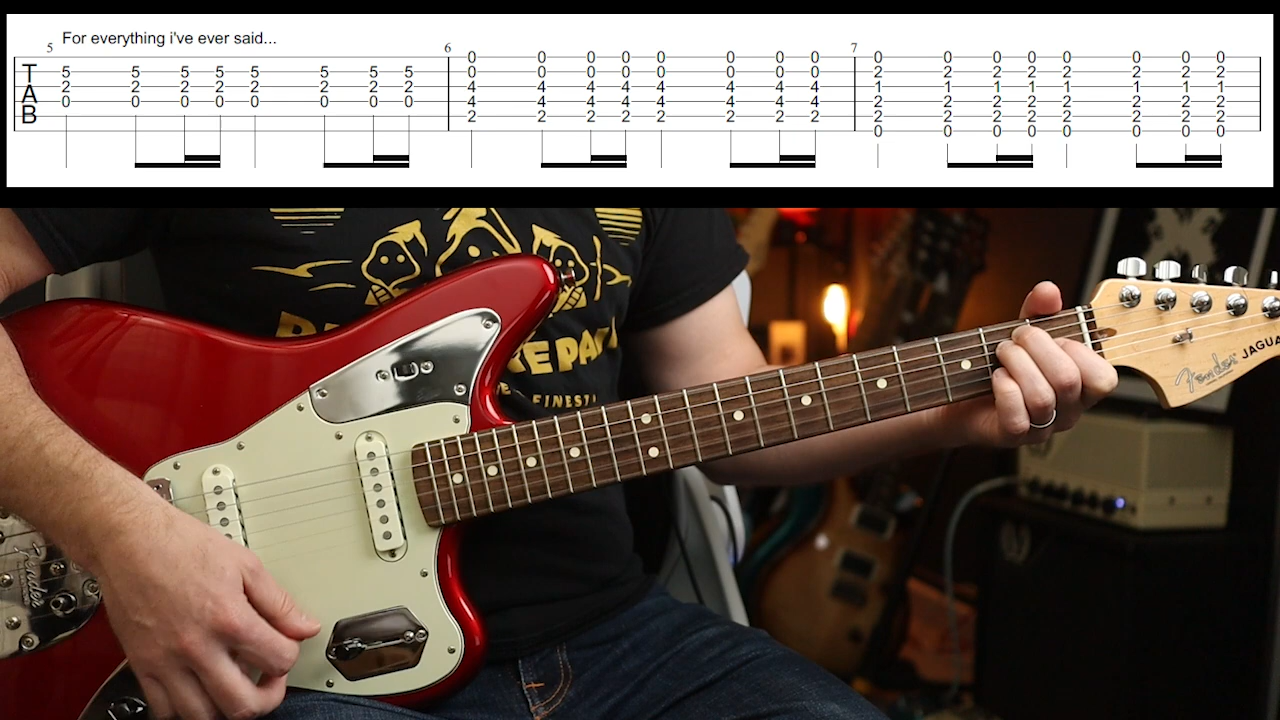 For everything i've ever said...
5 6 7
0 0 0 0 0 0 0 0 0 0 0 0 0 0 0 0
T 5 5 5 5 5 5 5 5 0 0 0 0 0 0 0 0 2 2 2 2 2 2 2 2
A 2 2 2 2 2 2 2 2 4 4 4 4 4 4 4 4 1 1 1 1 1 1 1 1
0 0 0 0 0 0 0 0 4 4 4 4 4 4 4 4 2 2 2 2 2 2 2 2
B 2 2 2 2 2 2 2 2 2 2 2 2 2 2 2 2
0 0 0 0 0 0 0 0
Fender JAGUA
FINEST
Fender